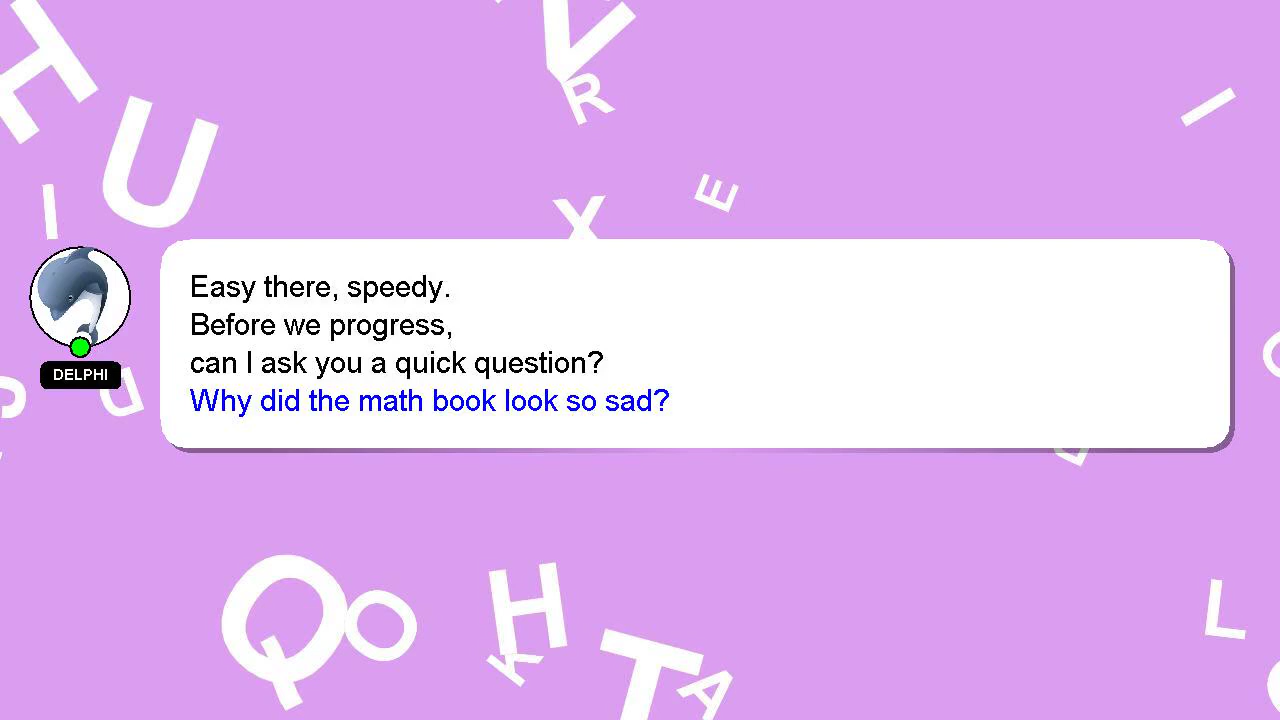 H
U
V
R
I
E
I
X
DELPHI
Easy there, speedy.
Before we progress,
can I ask you a quick question?
Why did the math book look so sad?
D
S
Q
O
H
K
T
A
L